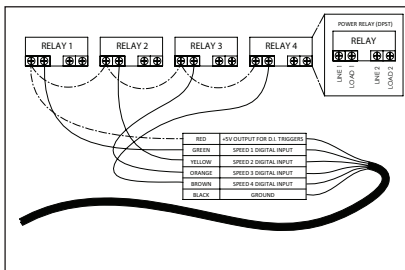 RELAY 1
RELAY 2
RELAY 3
RELAY 4
POWER RELAY (DPST)
RELAY
LINE 1
LOAD 1
LINE 2
LOAD 2
RED +5V OUTPUT FOR D.I. TRIGGERS
GREEN SPEED 1 DIGITAL INPUT
YELLOW SPEED 2 DIGITAL INPUT
ORANGE SPEED 3 DIGITAL INPUT
BROWN SPEED 4 DIGITAL INPUT
BLACK GROUND